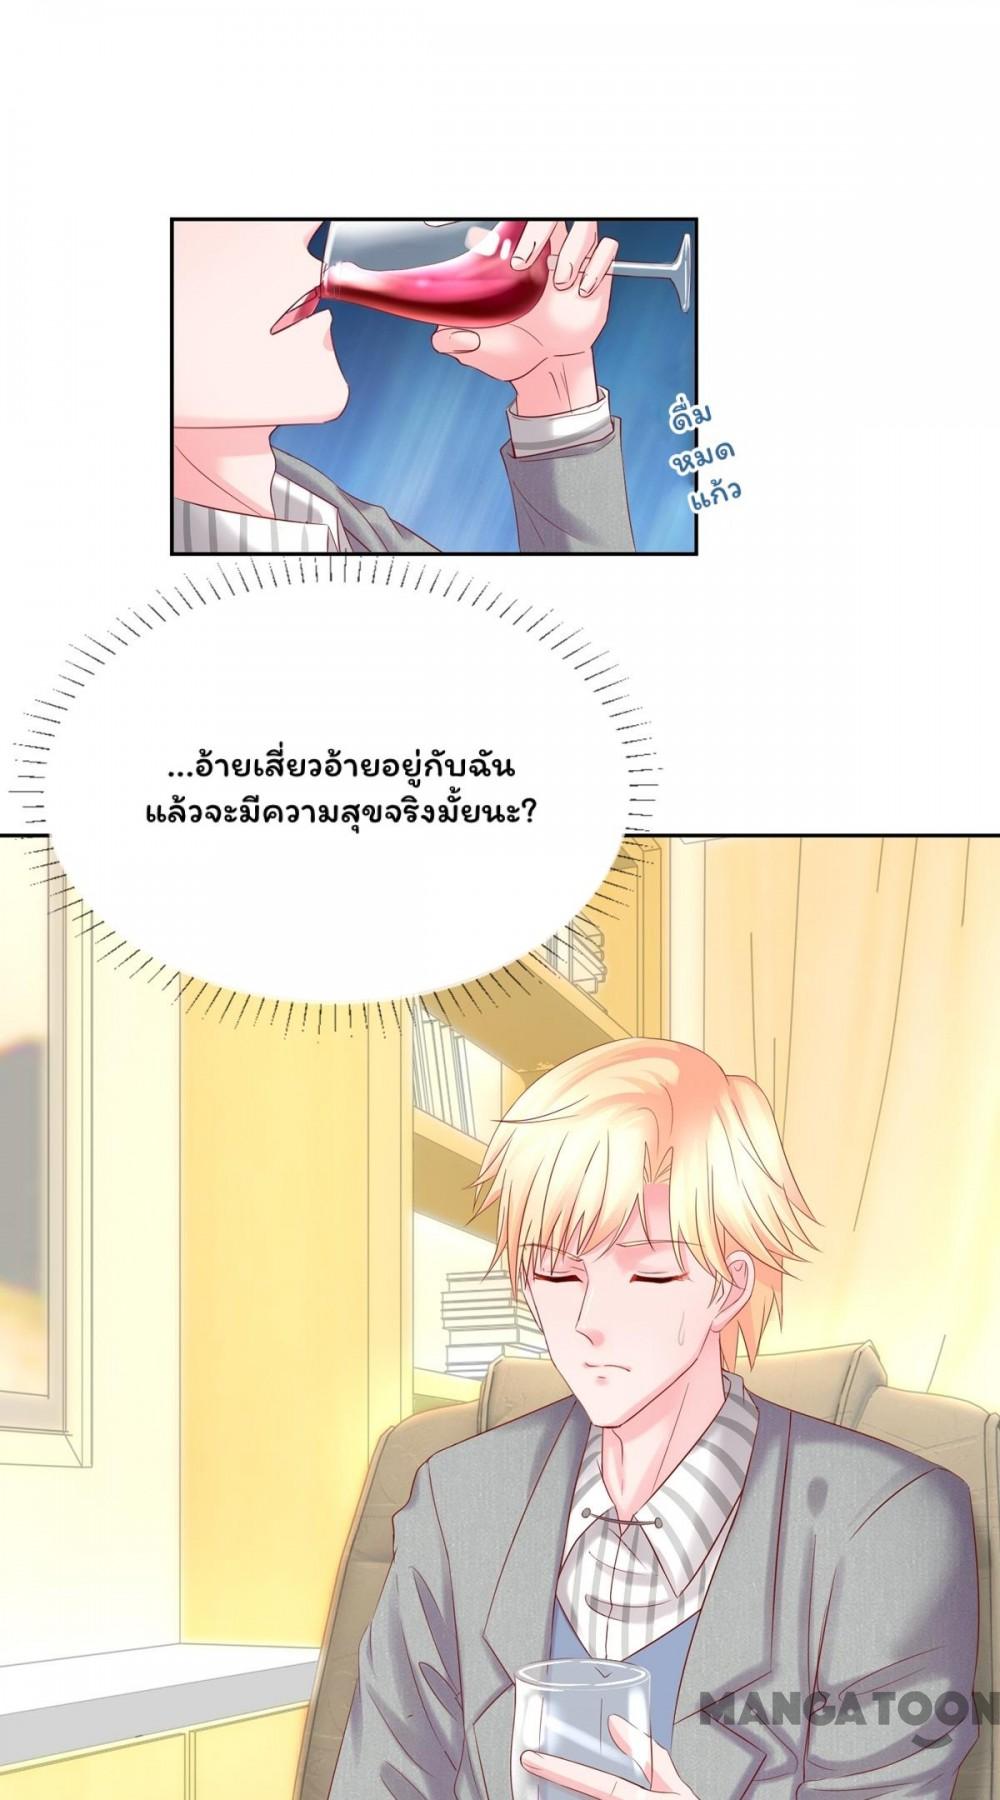 ดื่ม
หมด
แก้ว
...อ้ายเสี่ยวอ้ายอยู่กับฉัน
แล้วจะมีความสุขจริงมั้ยนะ?
MANGATOON